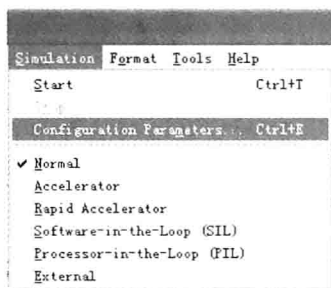 Simulation Format Tools Help
Start Ctrl+T
Configuration Parameters... Ctrl+E
✓ Normal
Accelerator
Rapid Accelerator
Software-in-the-Loop (SIL)
Processor-in-the-Loop (PIL)
External